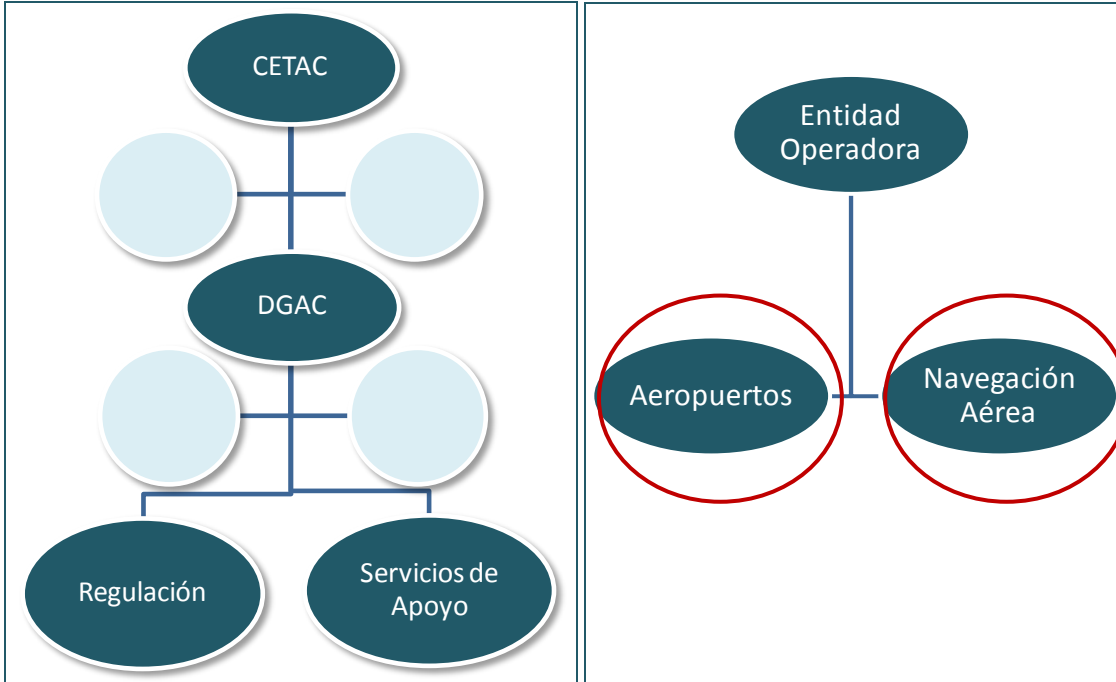 CETAC
DGAC
Regulación
Servicios de
Apoyo
Entidad
Operadora
Aeropuertos
Navegación
Aérea